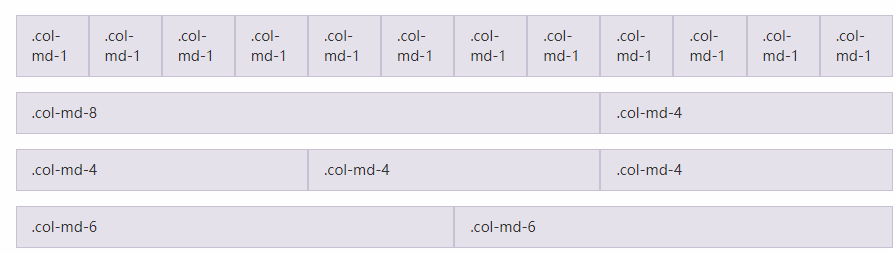 .col- .col- .col- .col- .col- .col- .col- .col- .col- .col- .col- .col-
md-1 md-1 md-1 md-1 md-1 md-1 md-1 md-1 md-1 md-1 md-1 md-1
.col-md-8 .col-md-4
.col-md-4 .col-md-4 .col-md-4
.col-md-6 .col-md-6